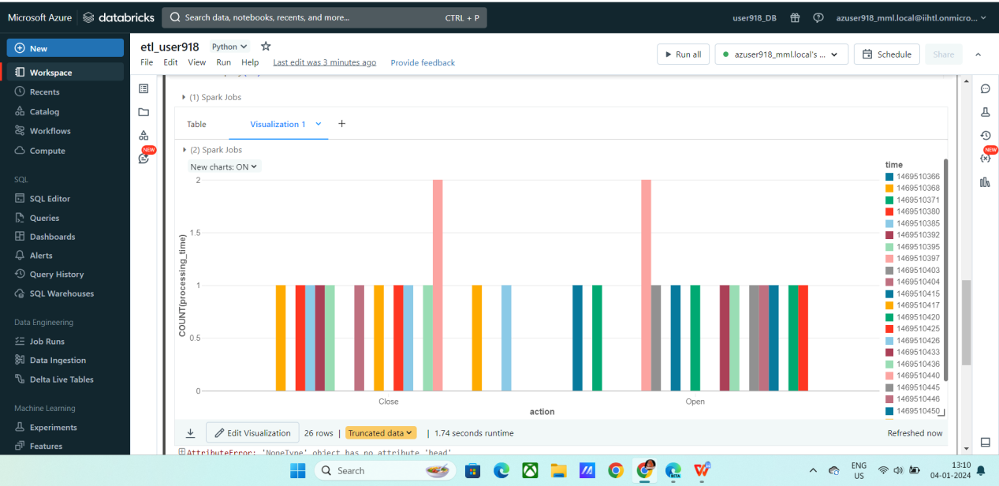 Microsoft Azure databricks Search data, notebooks, recents, and more... CTRL + P user918_DB azuser918_mml.local@iihtl.onmicro...
New
Workspace
Recents
Catalog
Workflows
Compute
SQL
SQL Editor
Queries
Dashboards
Alerts
Query History
SQL Warehouses
Data Engineering
Job Runs
Data Ingestion
Delta Live Tables
Machine Learning
Experiments
Features
etl_user918 Python
File Edit View Run Help Last edit was 3 minutes ago Provide feedback
Run all azuser918_mml.local's ... Schedule Share
NEW
(1) Spark Jobs
Table Visualization 1 +
(2) Spark Jobs
New charts: ON
COUNT(processing_time)
2
1.5
1
0.5
0
Close Open
action
time
1469510366
1469510368
1469510371
1469510380
1469510385
1469510392
1469510395
1469510397
1469510403
1469510404
1469510415
1469510417
1469510420
1469510425
1469510426
1469510433
1469510436
1469510440
1469510445
1469510446
1469510450
NEW
Edit Visualization 26 rows | Truncated data | 1.74 seconds runtime Refreshed now
AttributeError: 'NoneType' object has no attribute 'head'
Search
BETA
ENG
US
13:10
04-01-2024